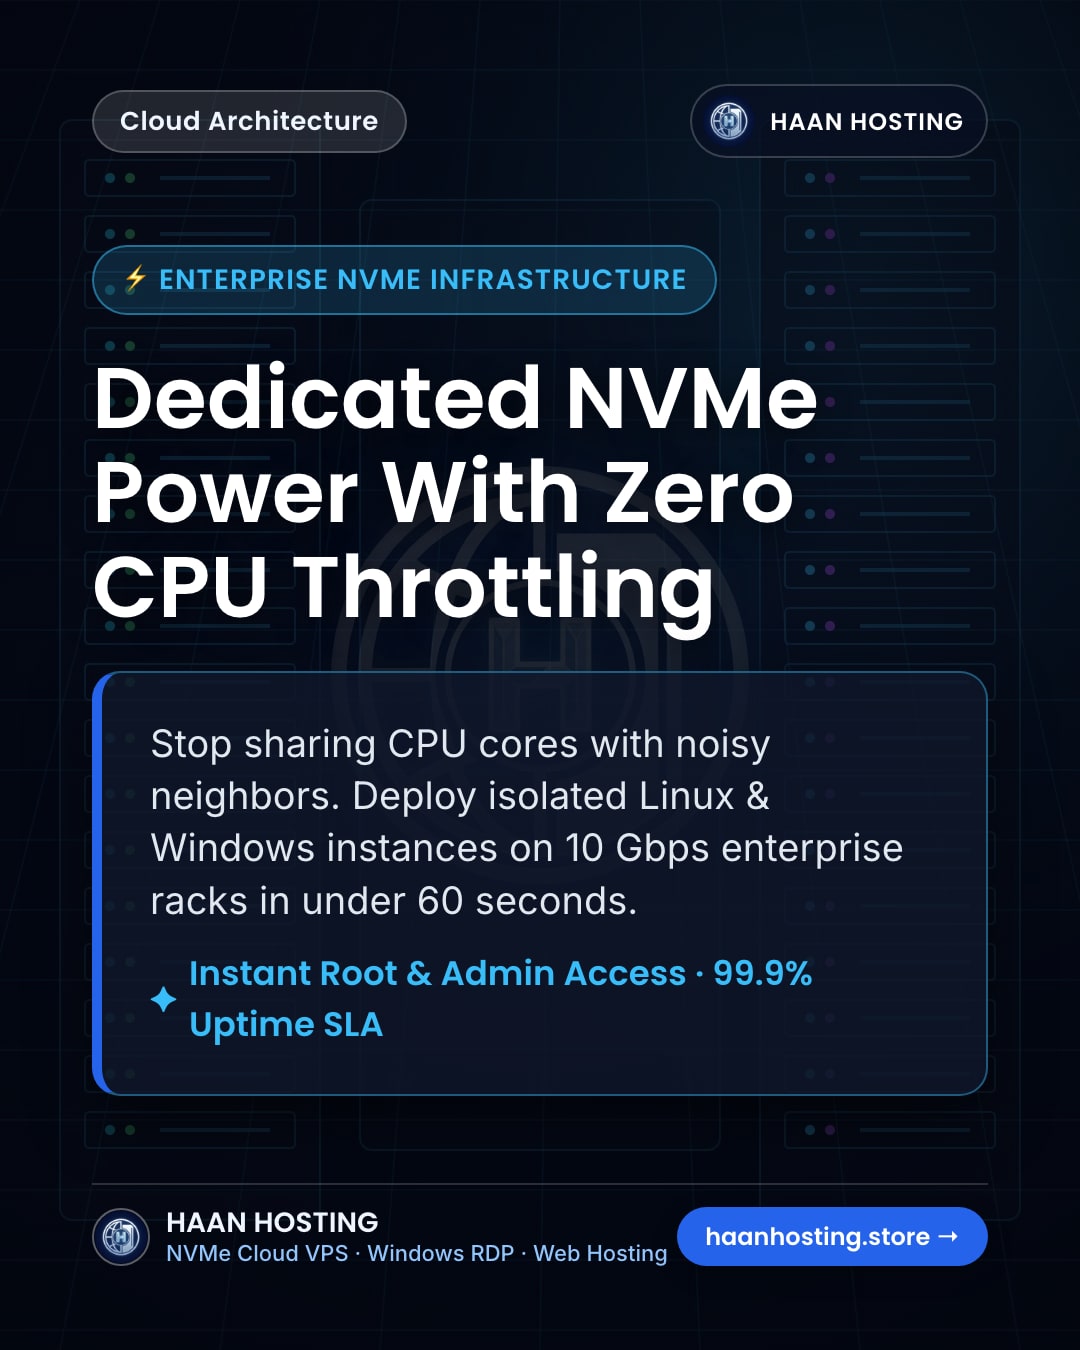 Cloud Architecture
HAAN HOSTING
⚡ ENTERPRISE NVME INFRASTRUCTURE
Dedicated NVMe
Power With Zero
CPU Throttling
Stop sharing CPU cores with noisy
neighbors. Deploy isolated Linux &
Windows instances on 10 Gbps enterprise
racks in under 60 seconds.
✦ Instant Root & Admin Access · 99.9%
Uptime SLA
HAAN HOSTING
NVMe Cloud VPS · Windows RDP · Web Hosting
haanhosting.store →